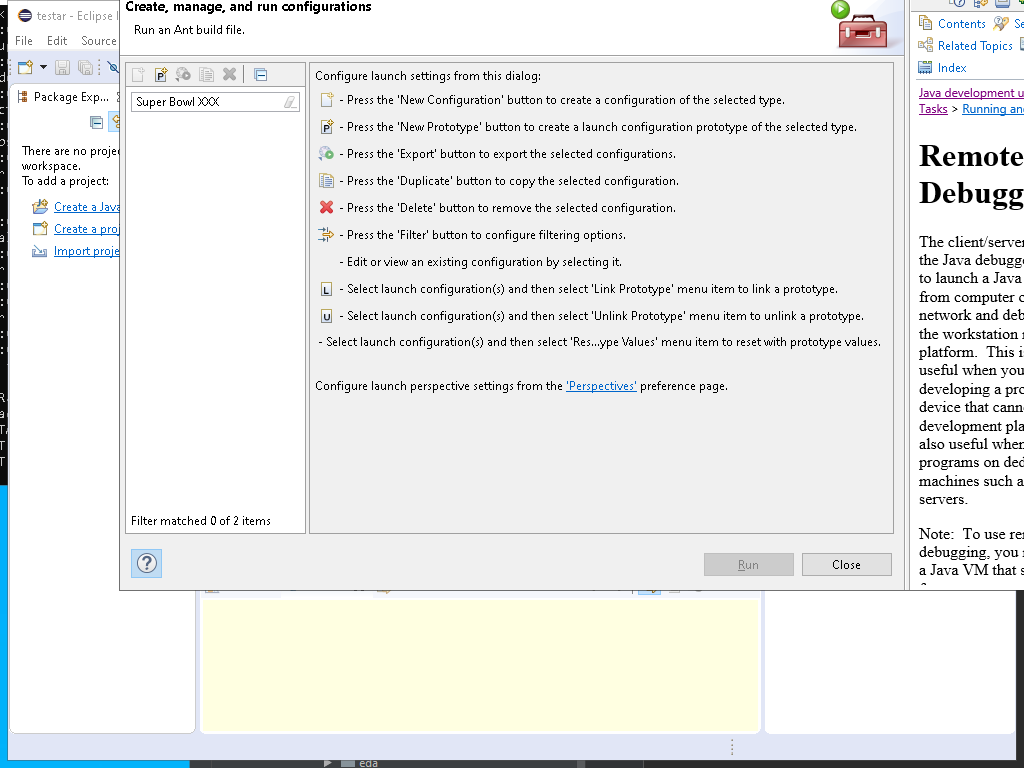 testar - Eclipse
File Edit Source
Package Exp...
There are no
workspace.
To add a project:
Create a Java
Create a
Import
Create, manage, and run configurations
Run an Ant build file.
Super Bowl XXX
Filter matched 0 of 2 items
Configure launch settings from this dialog:
- Press the 'New Configuration' button to create a configuration of the selected type.
P - Press the 'New Prototype' button to create a launch configuration prototype of the selected type.
- Press the 'Export' button to export the selected configurations.
- Press the 'Duplicate' button to copy the selected configuration.
- Press the 'Delete' button to remove the selected configuration.
- Press the 'Filter' button to configure filtering options.
- Edit or view an existing configuration by selecting it.
L - Select launch configuration(s) and then select 'Link Prototype' menu item to link a prototype.
U - Select launch configuration(s) and then select 'Unlink Prototype' menu item to unlink a prototype.
- Select launch configuration(s) and then select 'Res...ype Values' menu item to reset with prototype values.
Configure launch perspective settings from the 'Perspectives' preference page.
?
Run
Close
Contents
Related Topics
Index
Java development
Tasks > Running
Remote
Debugg
The client/server
the Java
to launch a Java
from computer
network and
the workstation
platform. This
useful when you
developing a
device that
development
also useful when
programs on
machines such
servers.
Note: To use
debugging, you
a Java VM that
eda